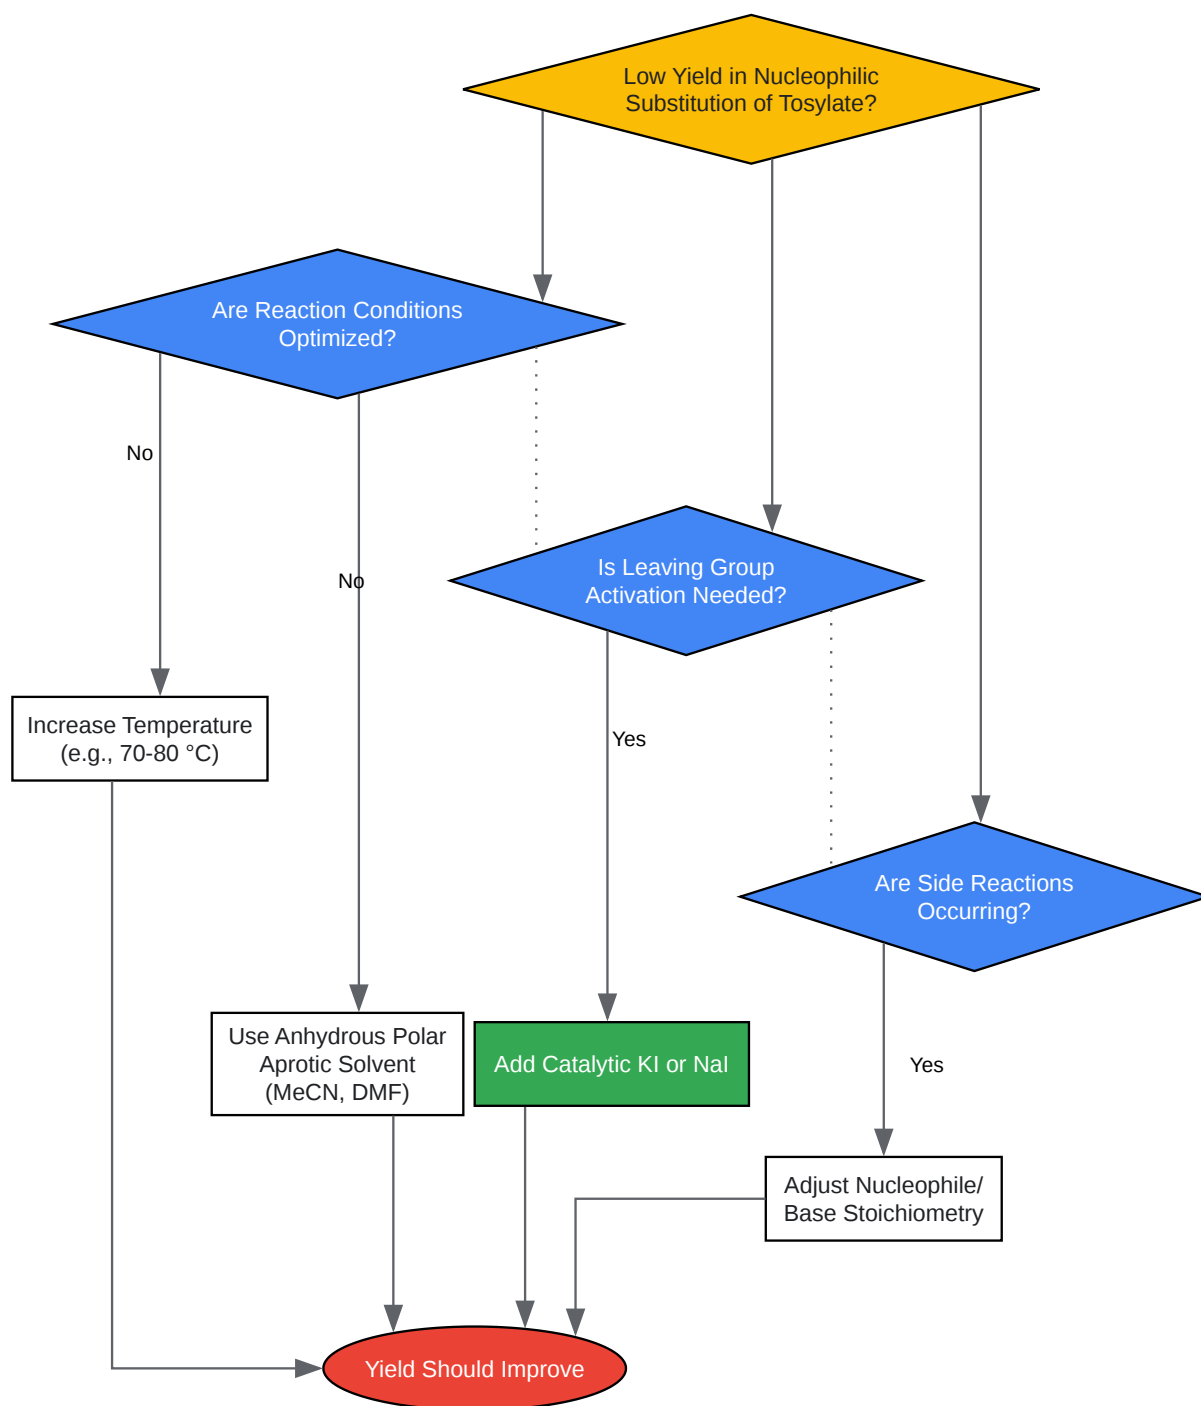 Low Yield in Nucleophilic
Substitution of Tosylate?
Are Reaction Conditions
Optimized?
No
No
Is Leaving Group
Activation Needed?
Increase Temperature
(e.g., 70-80 °C)
Yes
Are Side Reactions
Occurring?
Use Anhydrous Polar
Aprotic Solvent
(MeCN, DMF)
Add Catalytic KI or NaI
Yes
Adjust Nucleophile/
Base Stoichiometry
Yield Should Improve